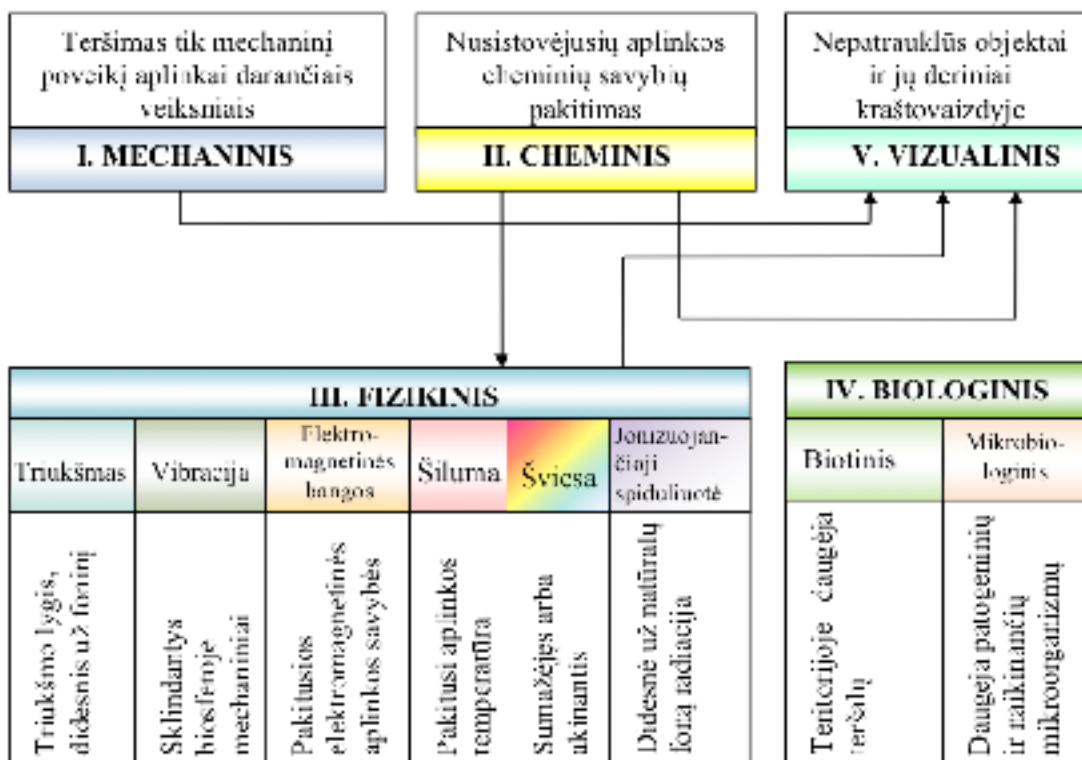 Teršimas tik mechaninį
poveikį aplinkai darančiais
veiksniais
I. MECHANINIS
Nusistovėjusių aplinkos
cheminių savybių
pakitimas
II. CHEMINIS
Nepatrauklūs objektai
ir jų deriniai
kraštovaizdyje
V. VIZUALINIS
III. FIZIKINIS
Triukšmas
Vibracija
Elektro-
magnetinės
bangos
Šiluma
Šviesa
Jonizuojan-
čioji
spiduliuotė
Triukšmo lygis,
didesnis už foninį
Sklindantys
biosferoje
mechaniniai
Pakitusios
elektromagnetinės
aplinkos savybės
Pakitusi aplinkos
temperatūra
Sumažėjęs arba
akinantis
Didesnė už natūralų
foną radiacija
IV. BIOLOGINIS
Biotinis
Mikrobio-
loginis
Teritorijoje daugėja
teršalų
Daugėja patogeninių
ir naikinančių
mikroorganizmų